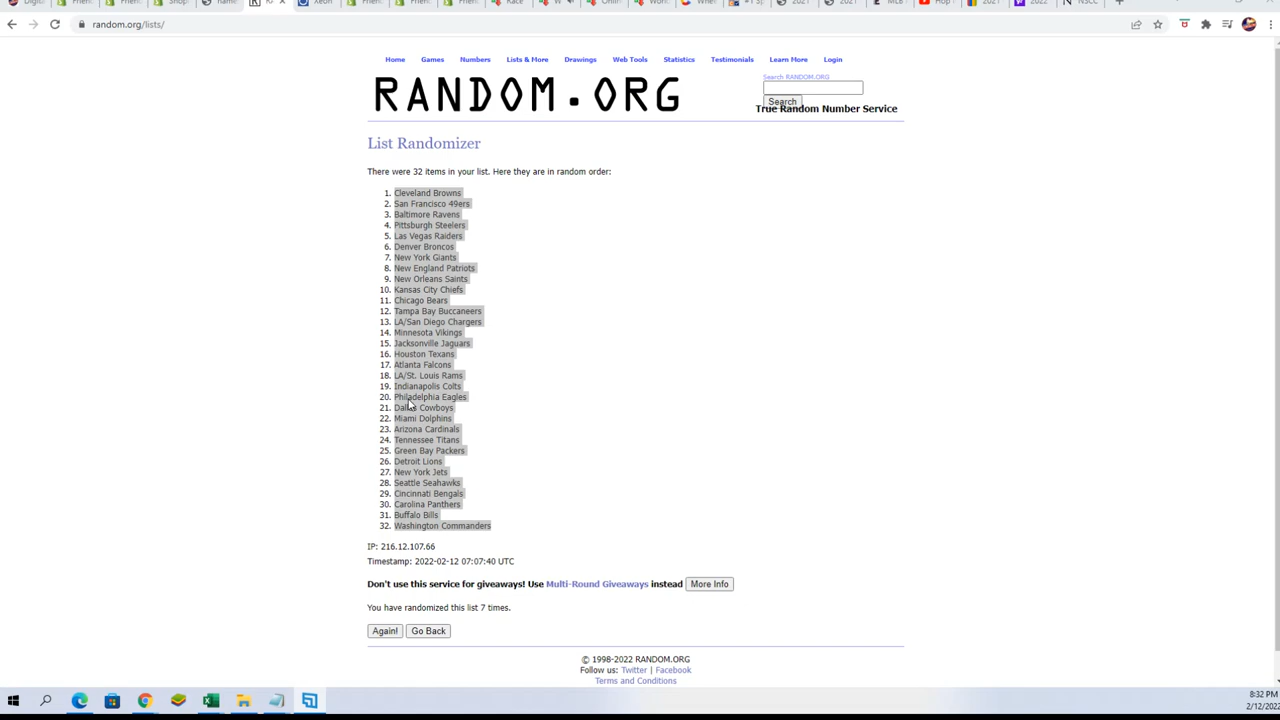 random.org/lists/
Home Games Numbers Lists & More Drawings Web Tools Statistics Testimonials Learn More Login
RANDOM.ORG
Search RANDOM.ORG
Search
True Random Number Service
List Randomizer
There were 32 items in your list. Here they are in random order:
1. Cleveland Browns
2. San Francisco 49ers
3. Baltimore Ravens
4. Pittsburgh Steelers
5. Las Vegas Raiders
6. Denver Broncos
7. New York Giants
8. New England Patriots
9. New Orleans Saints
10. Kansas City Chiefs
11. Chicago Bears
12. Tampa Bay Buccaneers
13. LA/San Diego Chargers
14. Minnesota Vikings
15. Jacksonville Jaguars
16. Houston Texans
17. Atlanta Falcons
18. LA/St. Louis Rams
19. Indianapolis Colts
20. Philadelphia Eagles
21. Dallas Cowboys
22. Miami Dolphins
23. Arizona Cardinals
24. Tennessee Titans
25. Green Bay Packers
26. Detroit Lions
27. New York Jets
28. Seattle Seahawks
29. Cincinnati Bengals
30. Carolina Panthers
31. Buffalo Bills
32. Washington Commanders
IP: 216.12.107.66
Timestamp: 2022-02-12 07:07:40 UTC
Don't use this service for giveaways! Use Multi-Round Giveaways instead More Info
You have randomized this list 7 times.
Again! Go Back
© 1998-2022 RANDOM.ORG
Follow us: Twitter | Facebook
Terms and Conditions
8:32 PM